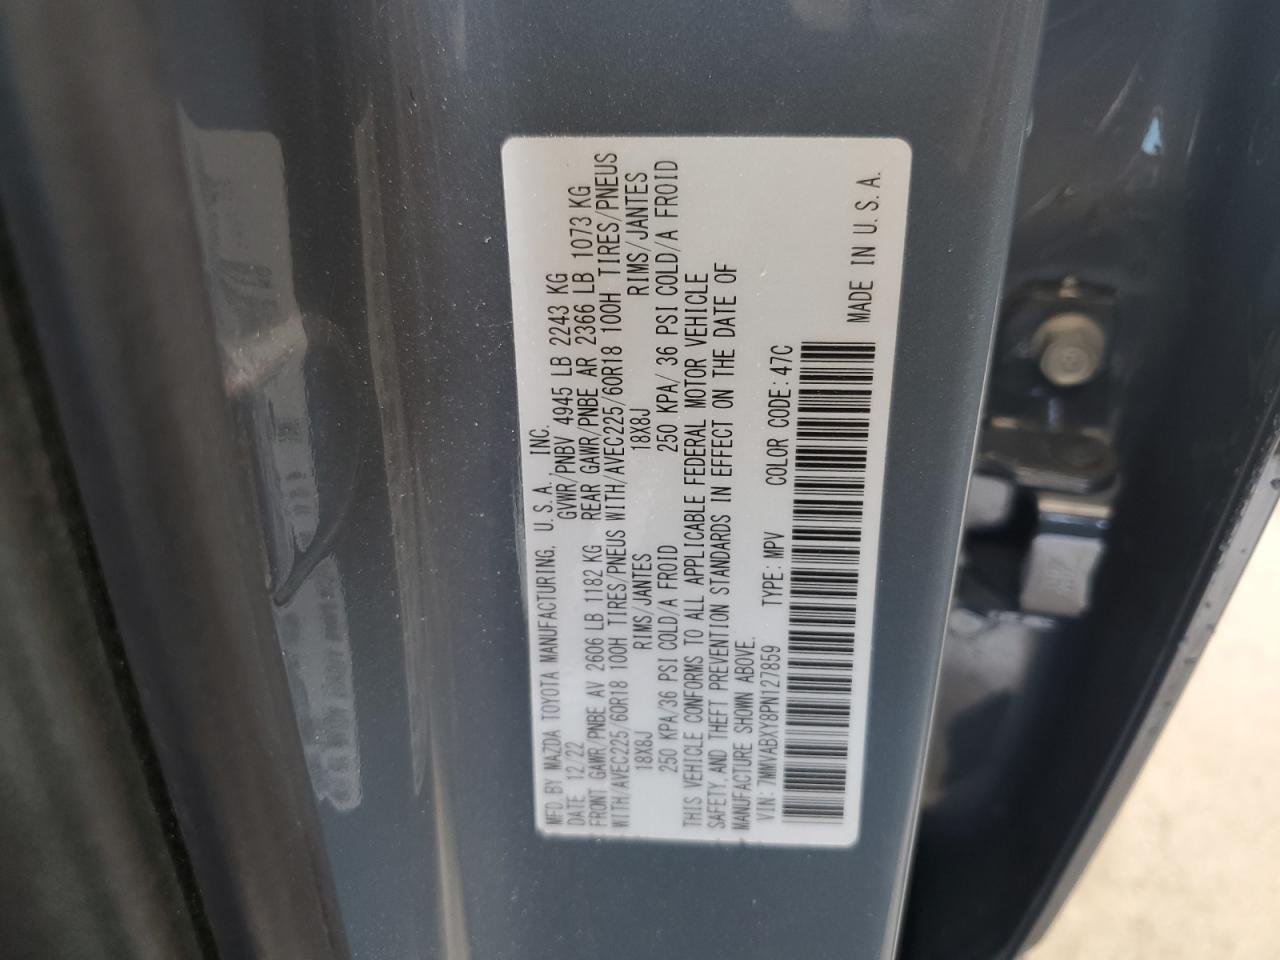 MFD. BY MAZDA TOYOTA MANUFACTURING, U.S.A., INC.
DATE 12/22 GVWR/PNBV 4945 LB 2243 KG
FRONT GAWR/PNBE AV 2606 LB 1182 KG REAR GAWR/PNBE AR 2366 LB 1073 KG
WITH/AVEC225/60R18 100H TIRES/PNEUS WITH/AVEC225/60R18 100H TIRES/PNEUS
18X8J RIMS/JANTES 18X8J RIMS/JANTES
250 KPA/36 PSI COLD/A FROID 250 KPA/ 36 PSI COLD/A FROID
THIS VEHICLE CONFORMS TO ALL APPLICABLE FEDERAL MOTOR VEHICLE
SAFETY, AND THEFT PREVENTION STANDARDS IN EFFECT ON THE DATE OF
MANUFACTURE SHOWN ABOVE.
VIN: 7MMVABXY8PN127859 TYPE: MPV COLOR CODE: 47C
MADE IN U.S.A.